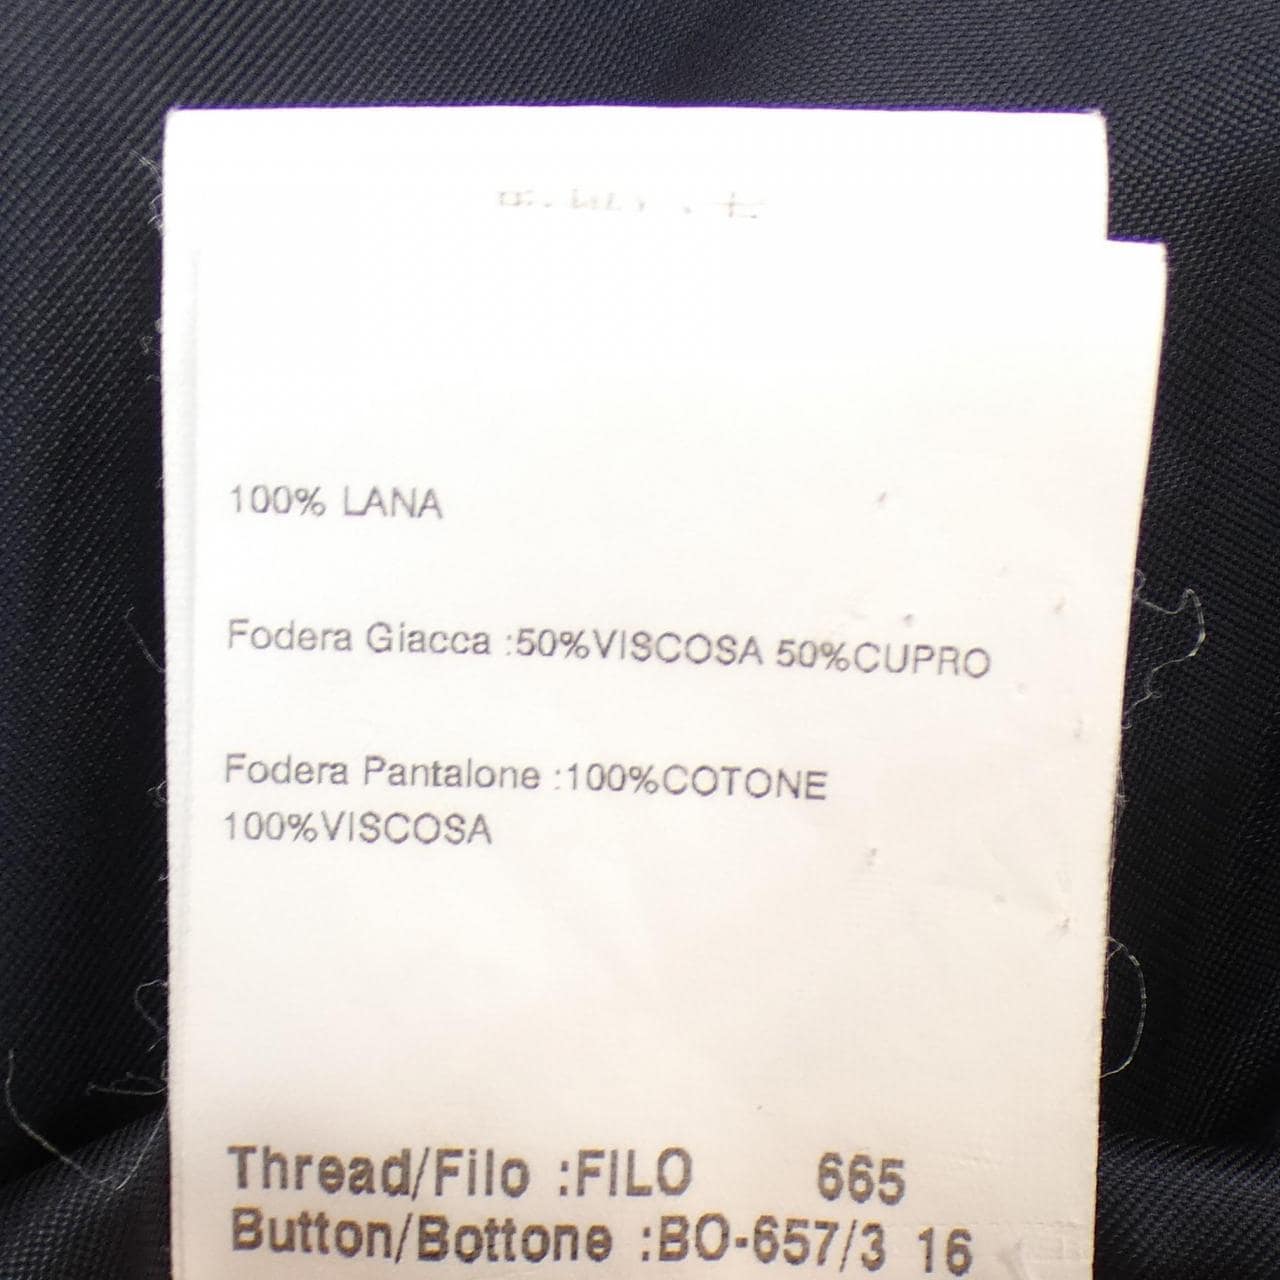 100% LANA
Fodera Giacca :50%VISCOSA 50%CUPRO
Fodera Pantalone :100%COTONE
100%VISCOSA
Thread/Filo :FILO 665
Button/Bottone :BO-657/3 16